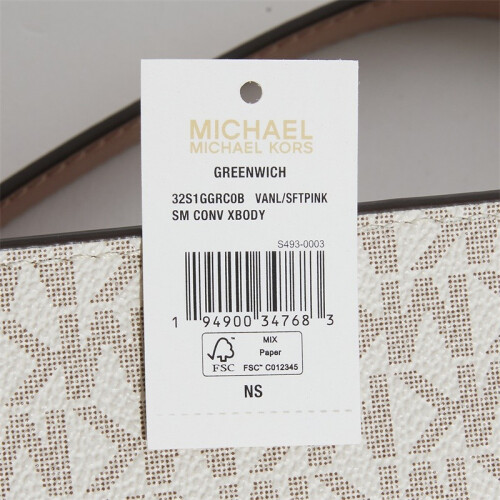 MICHAEL
MICHAEL KORS
GREENWICH
32S1GGRC0B VANL/SFTPINK
SM CONV XBODY
S493-0003
1 94900 34768 3
FSC
MIX
Paper
FSC™ C012345
NS